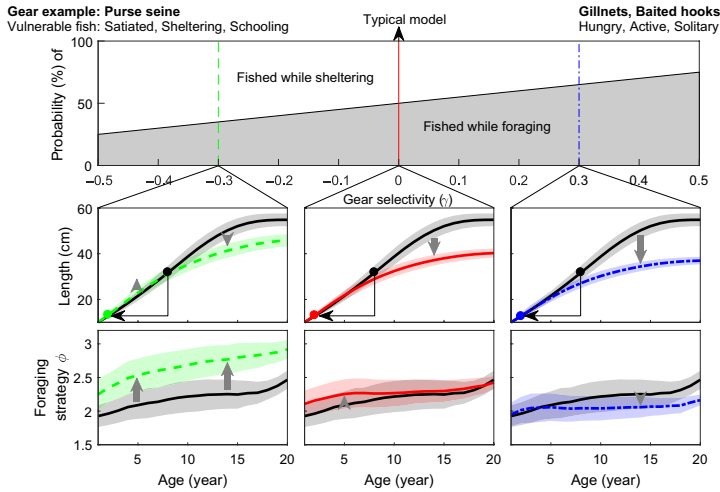 Gear example: Purse seine
Vulnerable fish: Satiated, Sheltering, Schooling
Typical model
Gillnets, Baited hooks
Hungry, Active, Solitary
Probability (%) of
100
50
0
Fished while sheltering
Fished while foraging
−0.5 −0.4 −0.3 −0.2 −0.1 0 0.1 0.2 0.3 0.4 0.5
Gear selectivity (γ)
Length (cm)
60
40
20
Foraging
strategy ϕ
3
2.5
2
1.5
5 10 15 20
5 10 15 20
5 10 15 20
Age (year)
Age (year)
Age (year)